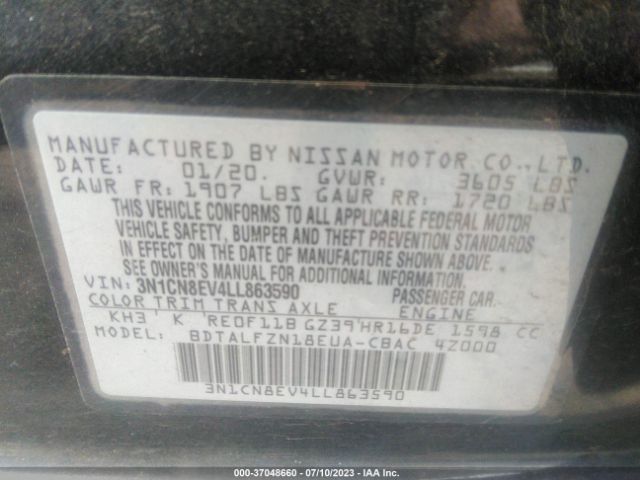 MANUFACTURED BY NISSAN MOTOR CO., LTD.
DATE: 01/20. GVWR: 3605 LBS
GAWR FR: 1907 LBS GAWR RR: 1720 LBS
THIS VEHICLE CONFORMS TO ALL APPLICABLE FEDERAL MOTOR
VEHICLE SAFETY, BUMPER AND THEFT PREVENTION STANDARDS
IN EFFECT ON THE DATE OF MANUFACTURE SHOWN ABOVE.
SEE OWNER'S MANUAL FOR ADDITIONAL INFORMATION.
VIN: 3N1CN8EV4LL863590 PASSENGER CAR.
COLOR TRIM TRANS AXLE ENGINE
KH3 K RE0F11B GZ39 HR16DE 1598 CC
MODEL: BDTALFZN18EUA-CBAC 4Z000
3N1CN8EV4LL863590
000-37048660 - 07/10/2023 - IAA Inc.